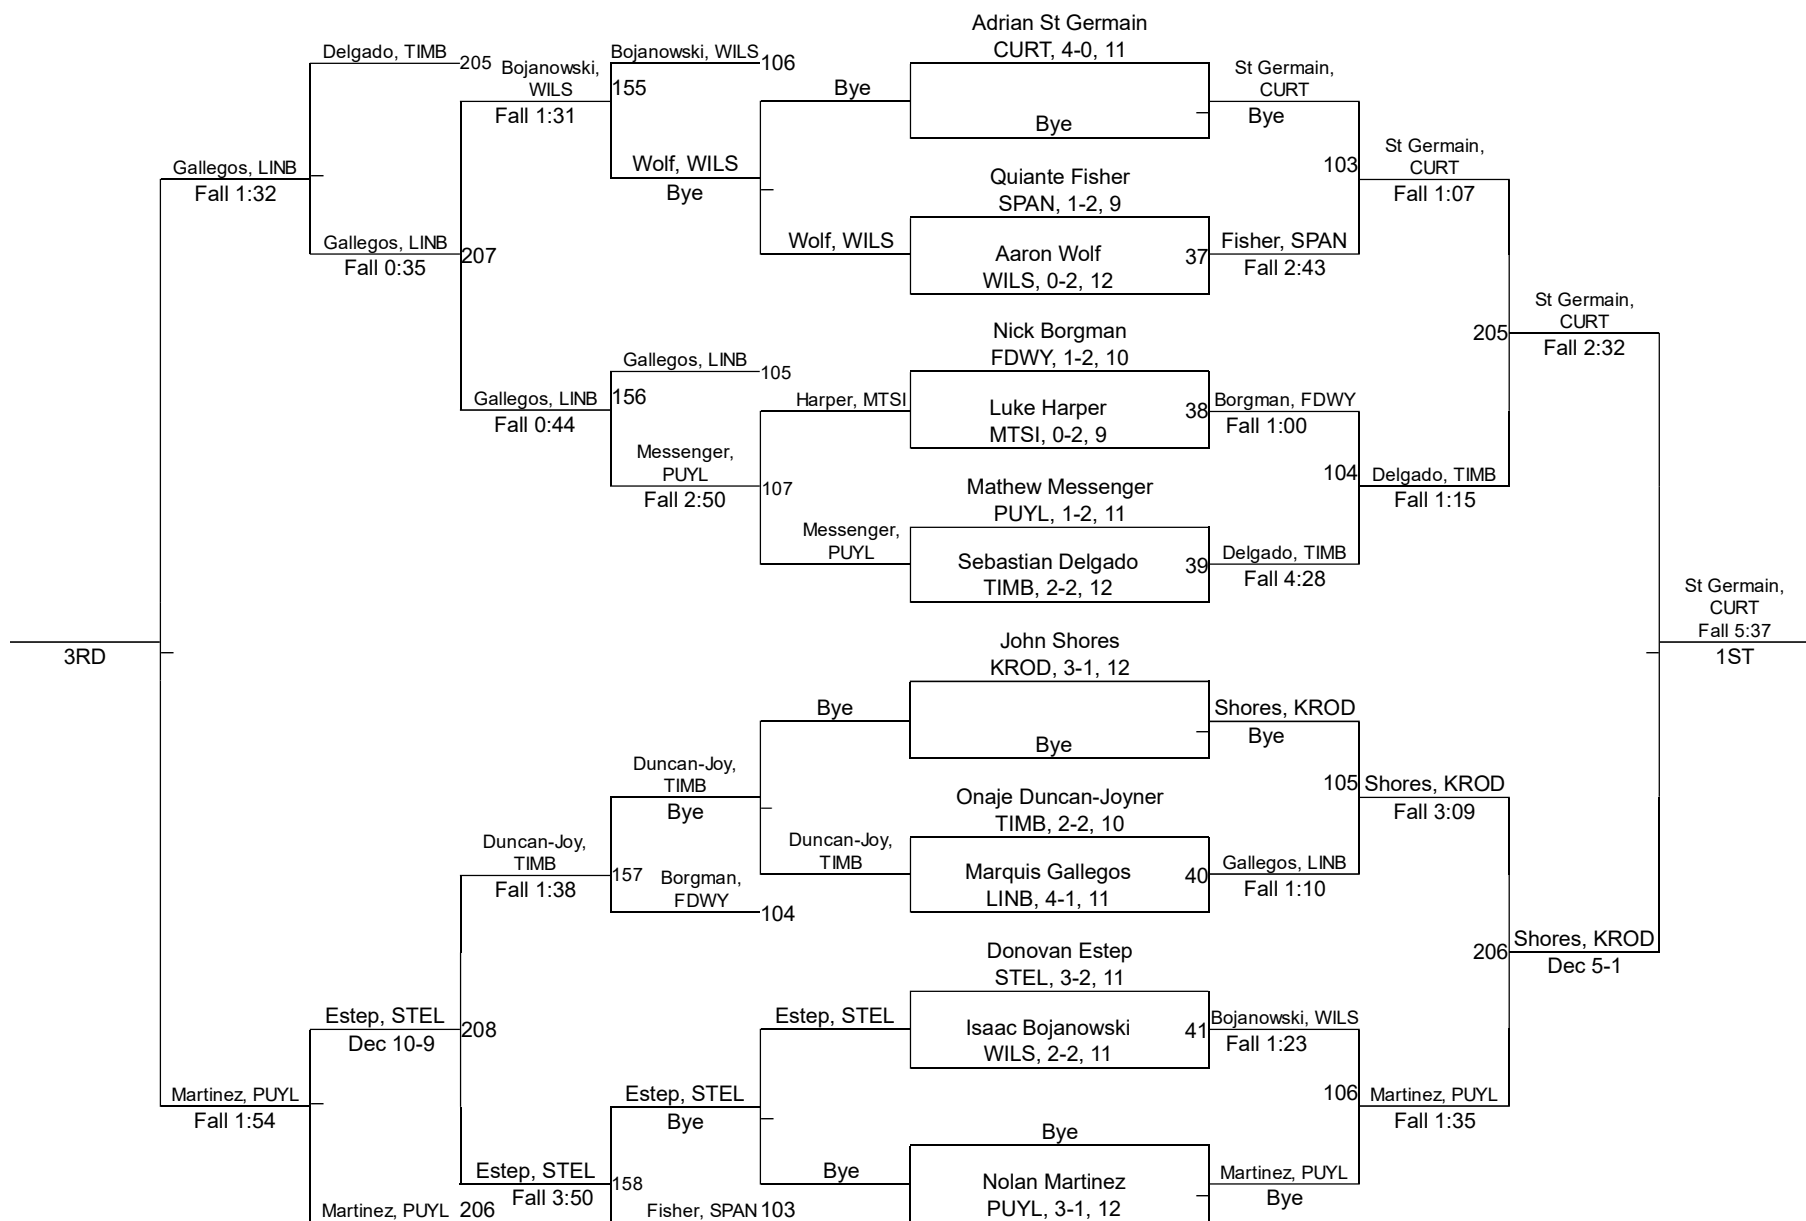 Adrian St Germain
CURT, 4-0, 11
Delgado, TIMB
205
Bojanowski,
WILS
Fall 1:31
Bojanowski, WILS
106
155
Bye
Bye
St Germain,
CURT
Bye
Gallegos, LINB
Fall 1:32
Wolf, WILS
Bye
Quiante Fisher
SPAN, 1-2, 9
103
St Germain,
CURT
Fall 1:07
Gallegos, LINB
Fall 0:35
207
Wolf, WILS
Aaron Wolf
WILS, 0-2, 12
37
Fisher, SPAN
Fall 2:43
Nick Borgman
FDWY, 1-2, 10
205
St Germain,
CURT
Fall 2:32
Gallegos, LINB
105
156
Gallegos, LINB
Fall 0:44
Harper, MTSI
Luke Harper
MTSI, 0-2, 9
38
Borgman, FDWY
Fall 1:00
Messenger,
PUYL
Fall 2:50
107
Mathew Messenger
PUYL, 1-2, 11
104
Delgado, TIMB
Fall 1:15
Messenger,
PUYL
Sebastian Delgado
TIMB, 2-2, 12
39
Delgado, TIMB
Fall 4:28
St Germain,
CURT
Fall 5:37
1ST
3RD
John Shores
KROD, 3-1, 12
Bye
Bye
Shores, KROD
Bye
Duncan-Joy,
TIMB
Bye
Onaje Duncan-Joyner
TIMB, 2-2, 10
105
Shores, KROD
Fall 3:09
Duncan-Joy,
TIMB
Fall 1:38
157
Duncan-Joy,
TIMB
Marquis Gallegos
LINB, 4-1, 11
40
Gallegos, LINB
Fall 1:10
Borgman,
FDWY
104
Donovan Estep
STEL, 3-2, 11
206
Shores, KROD
Dec 5-1
Estep, STEL
Dec 10-9
208
Estep, STEL
Isaac Bojanowski
WILS, 2-2, 11
41
Bojanowski, WILS
Fall 1:23
Martinez, PUYL
Fall 1:54
Estep, STEL
Bye
Bye
106
Martinez, PUYL
Fall 1:35
Estep, STEL
Fall 3:50
158
Bye
Nolan Martinez
PUYL, 3-1, 12
Martinez, PUYL
Bye
Martinez, PUYL
206
Fisher, SPAN
103